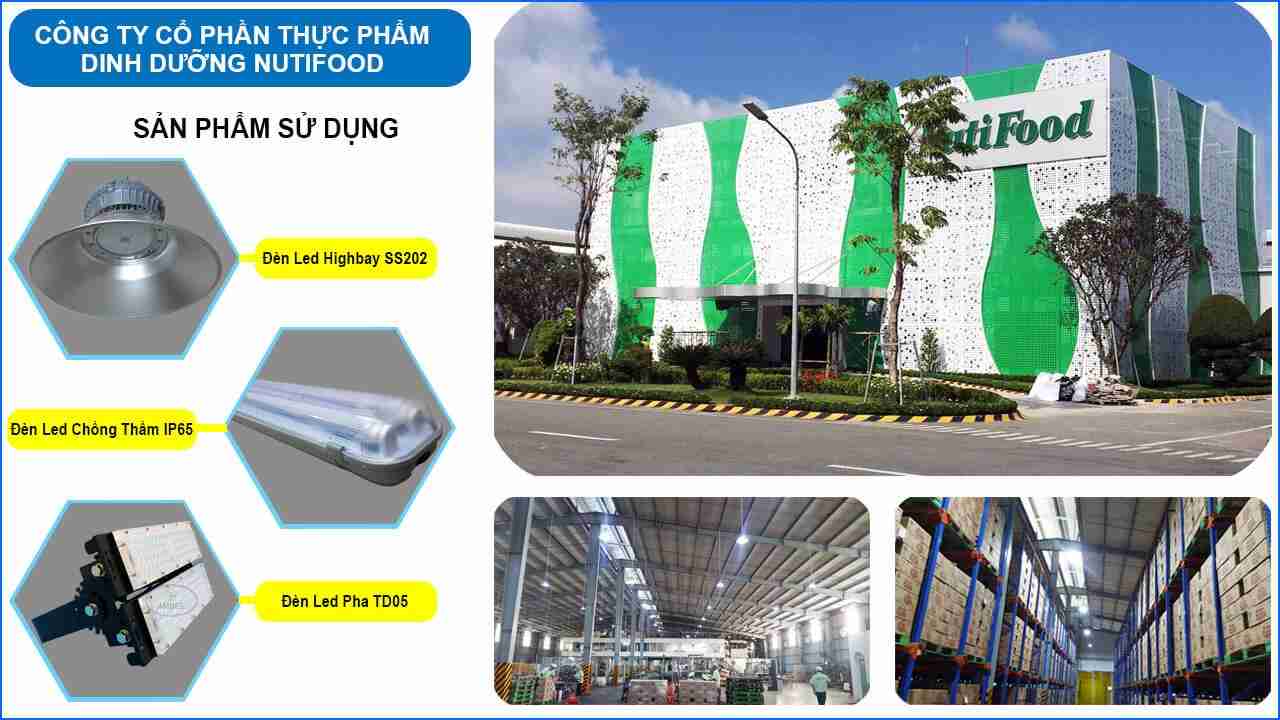 CÔNG TY CỔ PHẦN THỰC PHẨM
DINH DƯỠNG NUTIFOOD
SẢN PHẨM SỬ DỤNG
Đèn Led Highbay SS202
Đèn Led Chống Thấm IP65
Đèn Led Pha TD05
NutiFood